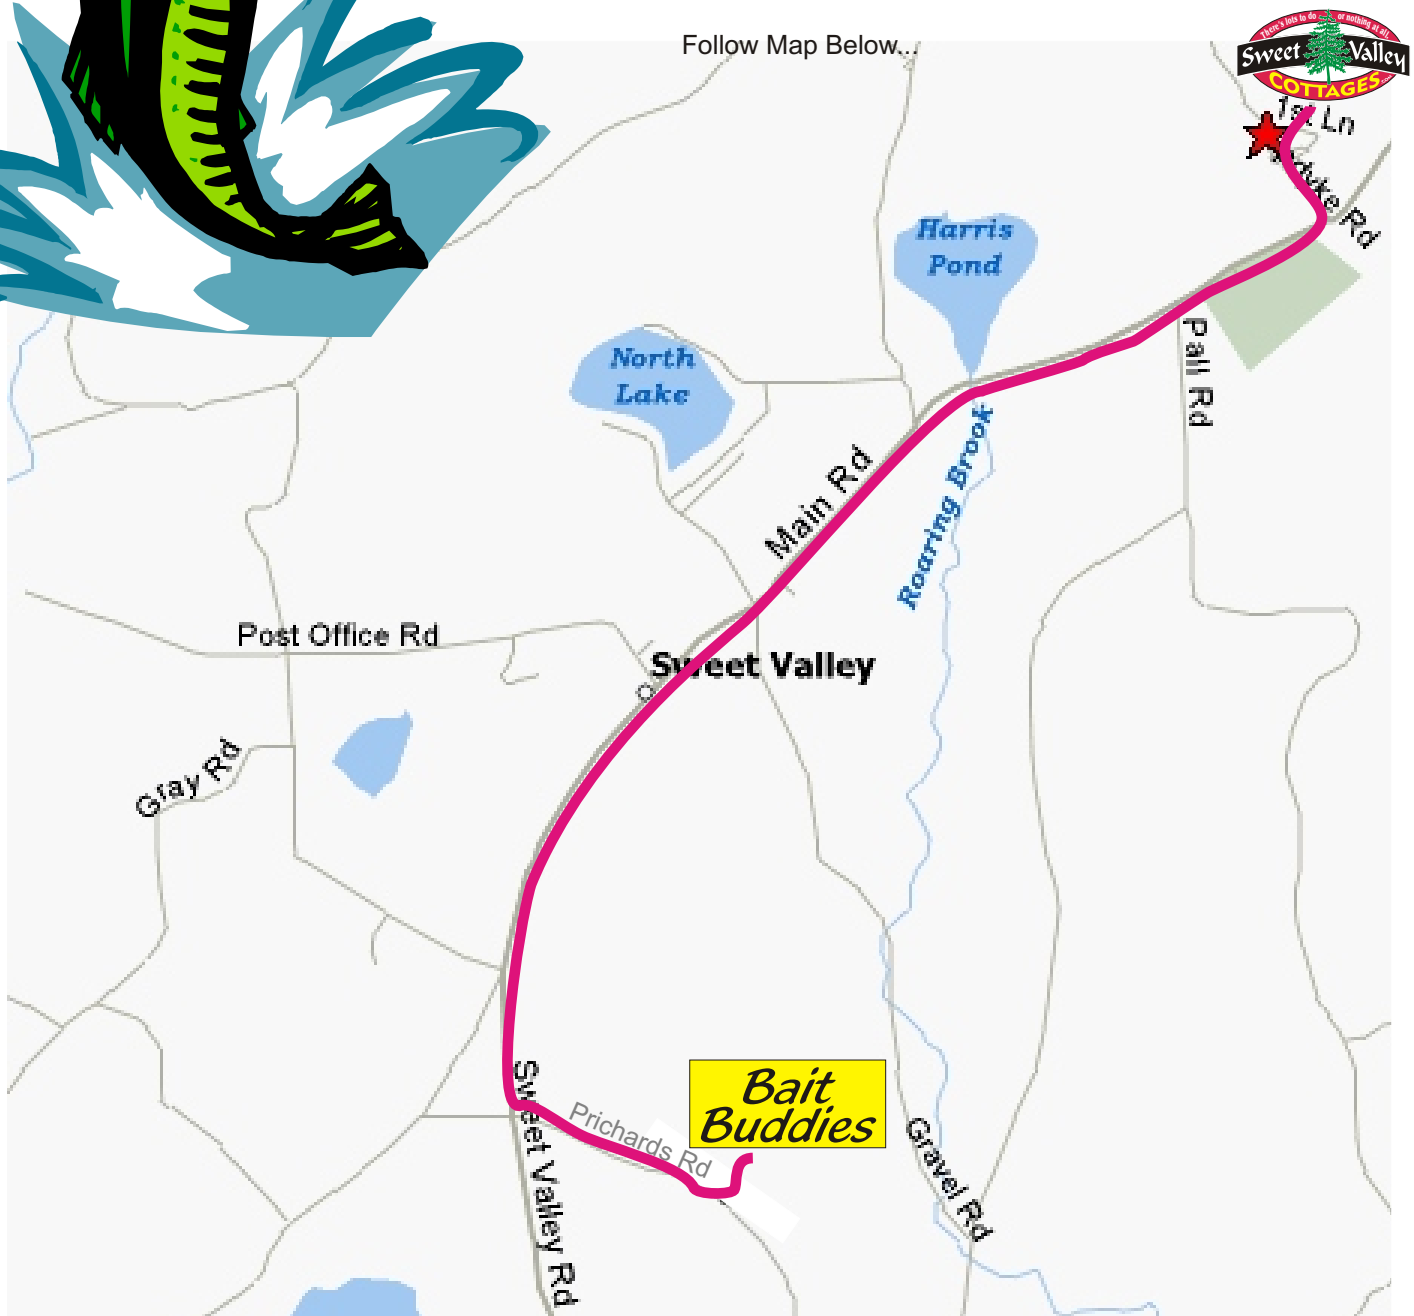 Follow Map Below...
There's lots to do or nothing at all.
Sweet Valley
COTTAGES
1st Ln
Rd
Harris
Pond
North
Lake
Pall Rd
Main Rd
Roaring Brook
Post Office Rd
Sweet Valley
Gray Rd
Bait
Buddies
Prichards Rd
Sweet Valley Rd
Gravel Rd